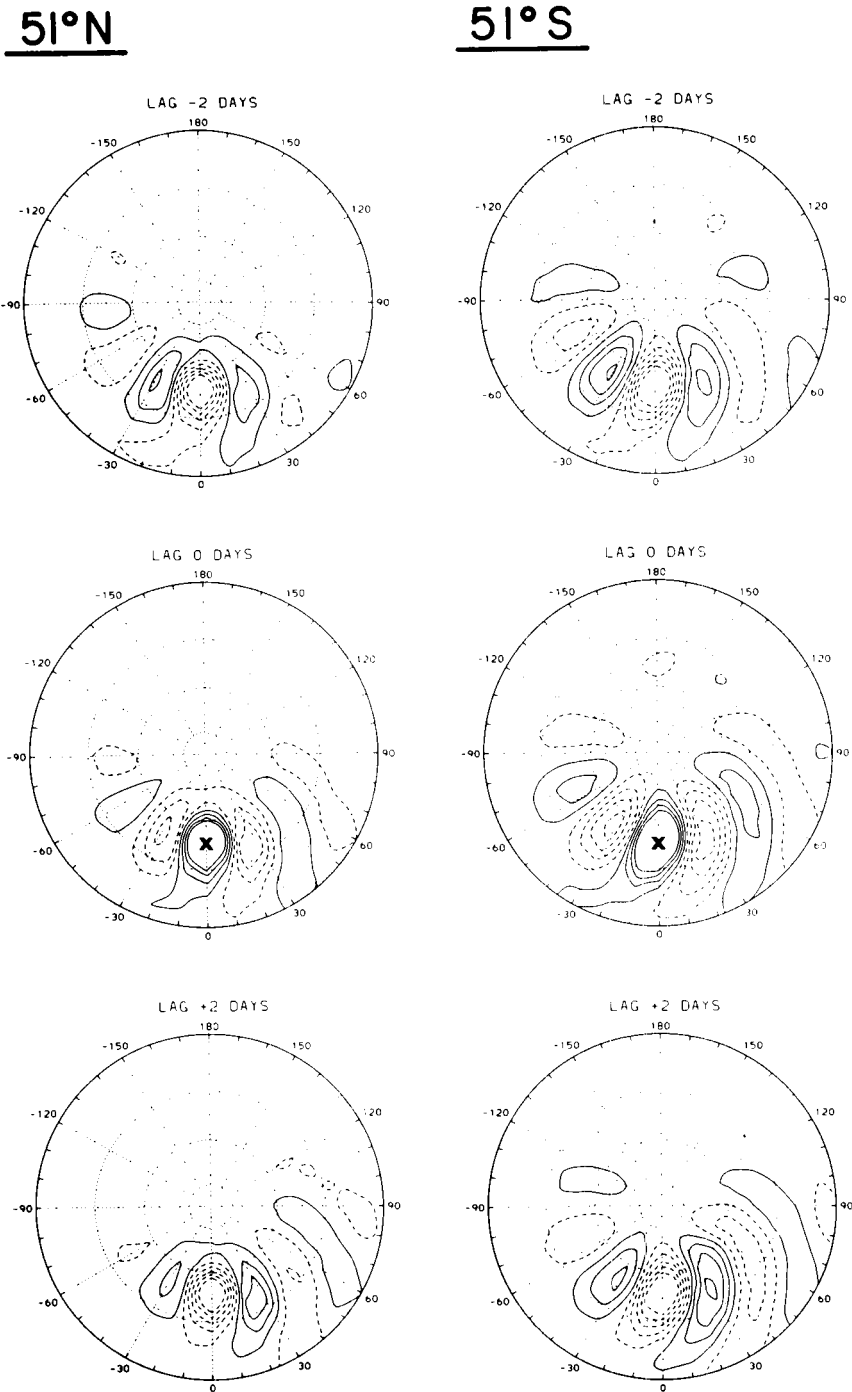 51°N 51°S
LAG -2 DAYS LAG -2 DAYS
180 180
-150 150 -150 150
-120 120 -120 120
-90 90 -90 90
-60 60 -60 60
-30 30 -30 30
0 0
LAG 0 DAYS LAG 0 DAYS
180 180
-150 150 -150 150
-120 120 -120 120
-90 90 -90 90
X X
-60 60 -60 60
-30 30 -30 30
0 0
LAG +2 DAYS LAG +2 DAYS
180 180
-150 150 -150 150
-120 120 -120 120
-90 90 -90 90
-60 60 -60 60
-30 30 -30 30
0 0